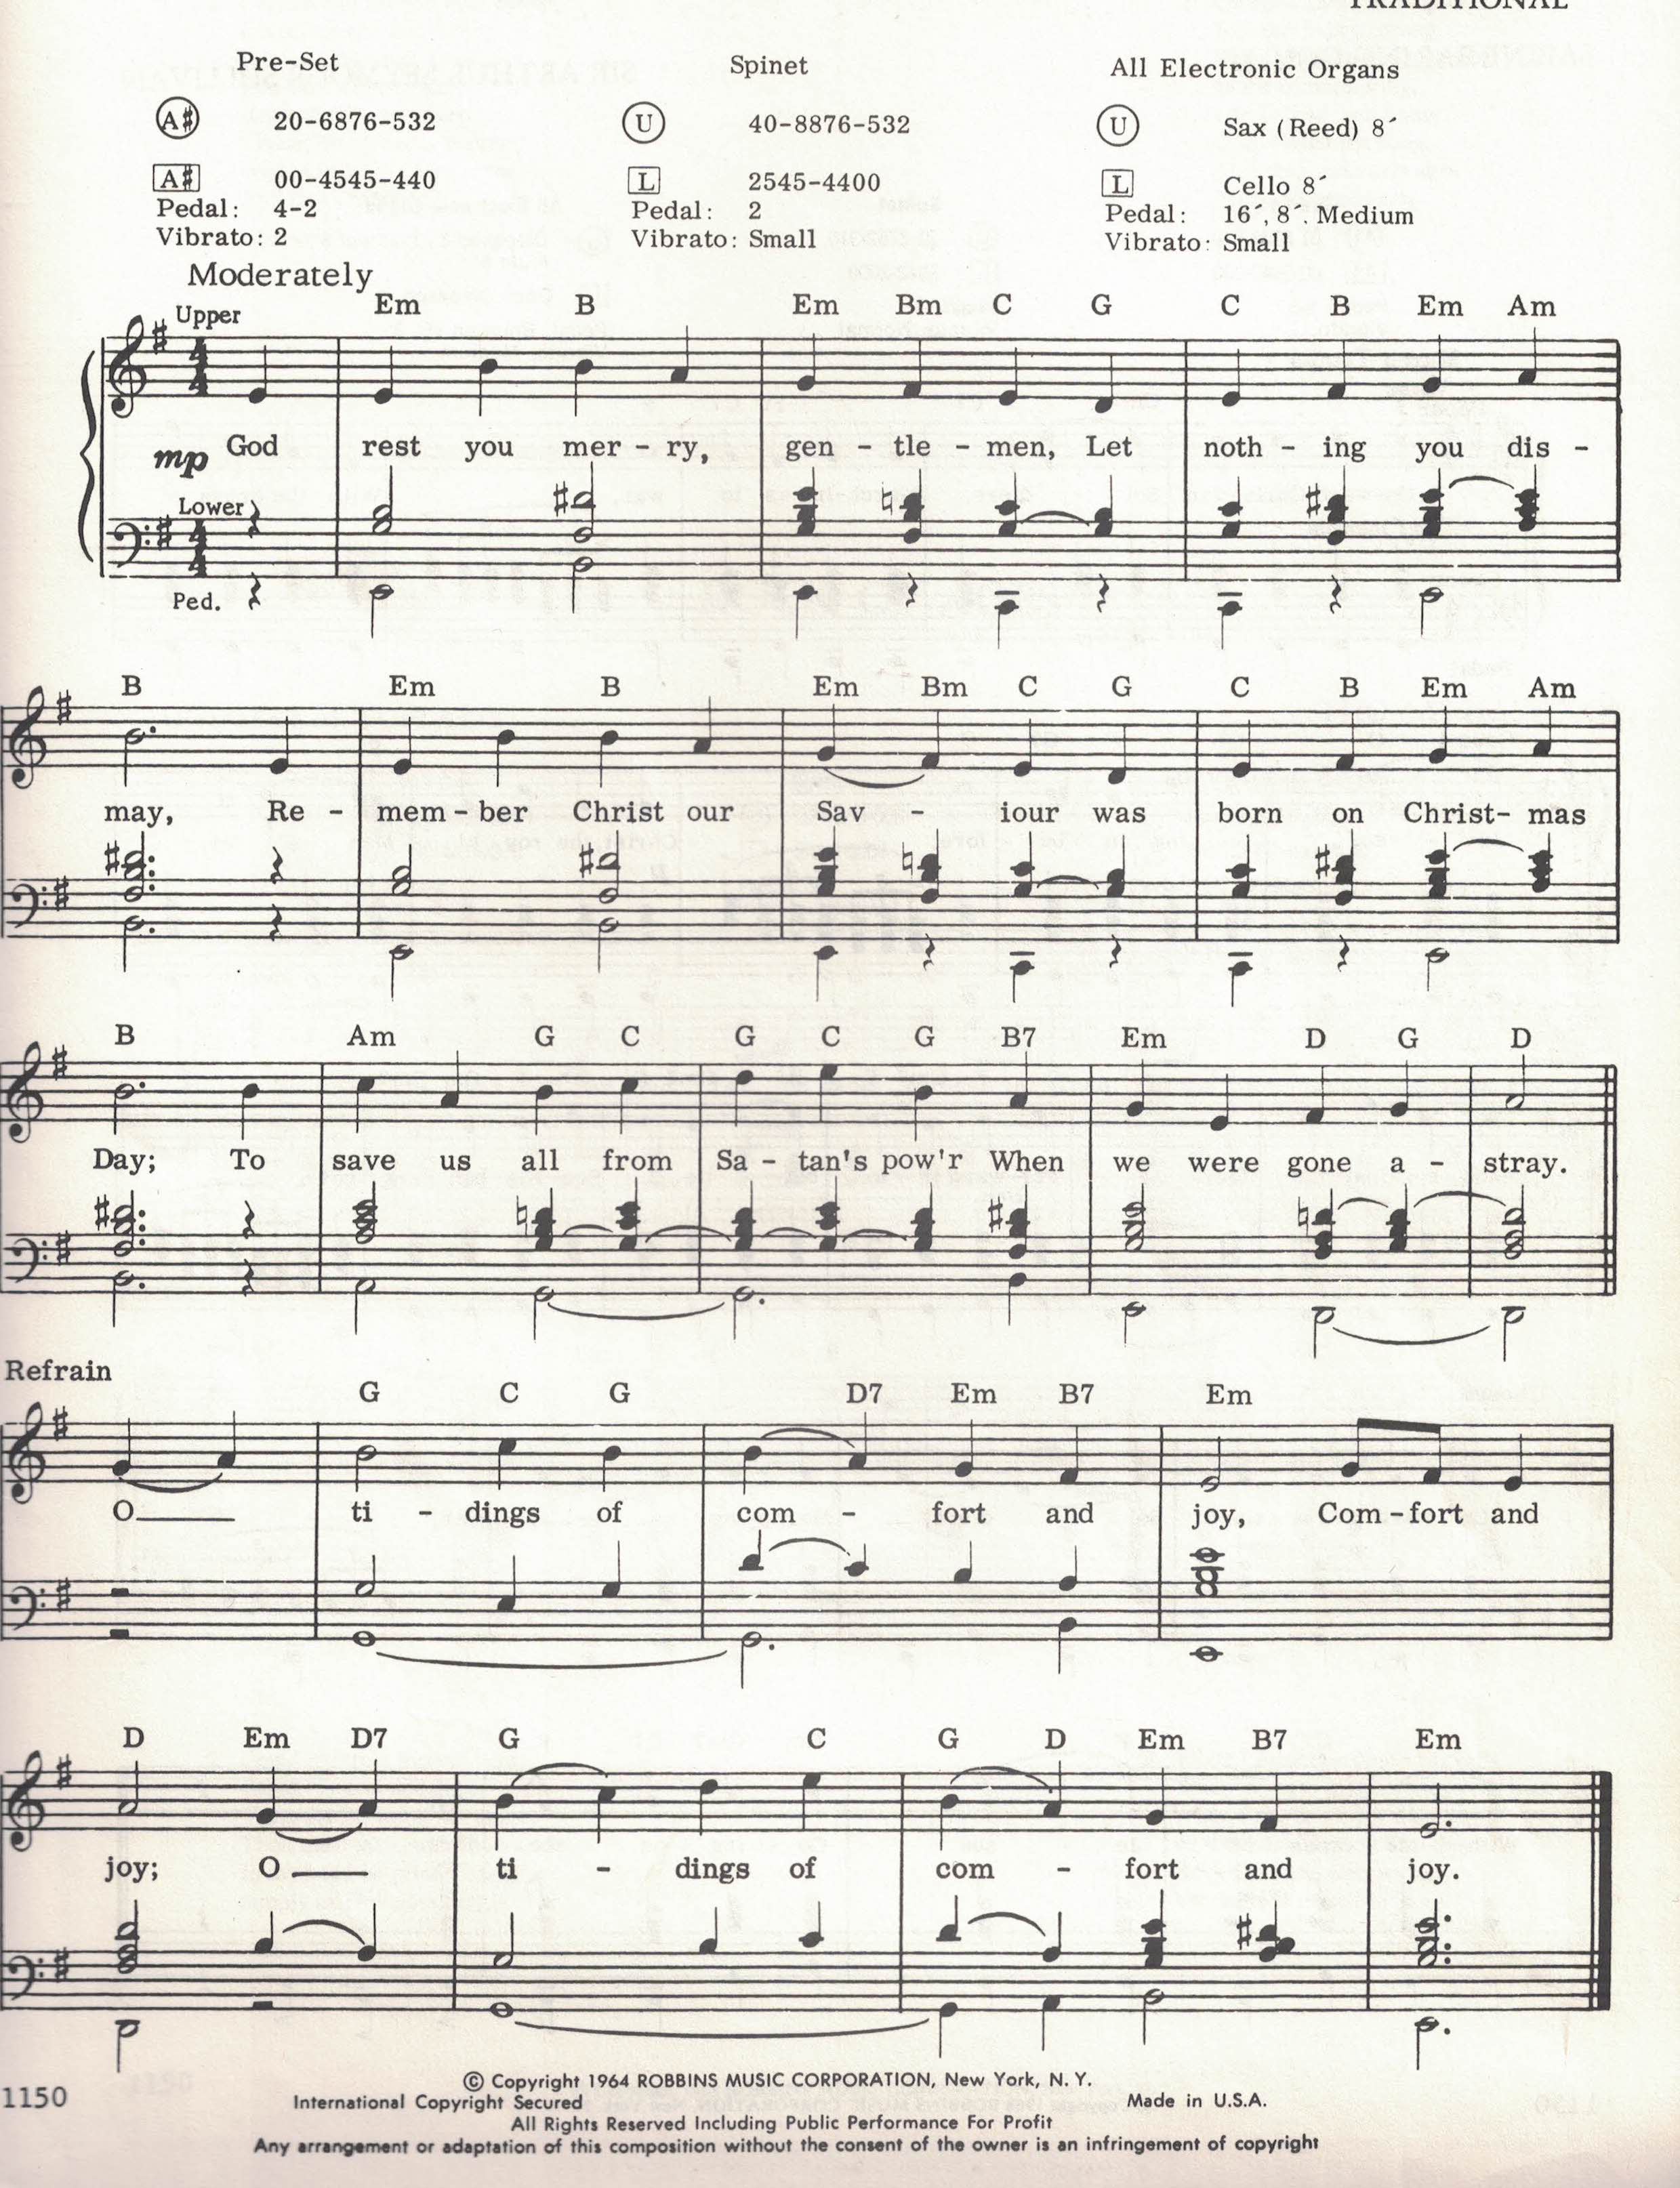 TRADITIONAL
Pre-Set Spinet All Electronic Organs
A♯ 20-6876-532 U 40-8876-532 U Sax (Reed) 8´
A♯ 00-4545-440 L 2545-4400 L Cello 8´
Pedal: 4-2 Pedal: 2 Pedal: 16´, 8´. Medium
Vibrato: 2 Vibrato: Small Vibrato: Small
Moderately
Em B Em Bm C G C B Em Am
Upper
4 4
mp God rest you mer - ry, gen - tle - men, Let noth - ing you dis -
Lower
4 4
Ped.
B Em B Em Bm C G C B Em Am
may, Re - mem - ber Christ our Sav - iour was born on Christ- mas
B Am G C G C G B7 Em D G D
Day; To save us all from Sa - tan's pow'r When we were gone a - stray.
Refrain
G C G D7 Em B7 Em
O ti - dings of com - fort and joy, Com - fort and
D Em D7 G C G D Em B7 Em
joy; O ti - dings of com - fort and joy.
© Copyright 1964 ROBBINS MUSIC CORPORATION, New York, N. Y.
1150 International Copyright Secured Made in U.S.A.
All Rights Reserved Including Public Performance For Profit
Any arrangement or adaptation of this composition without the consent of the owner is an infringement of copyright